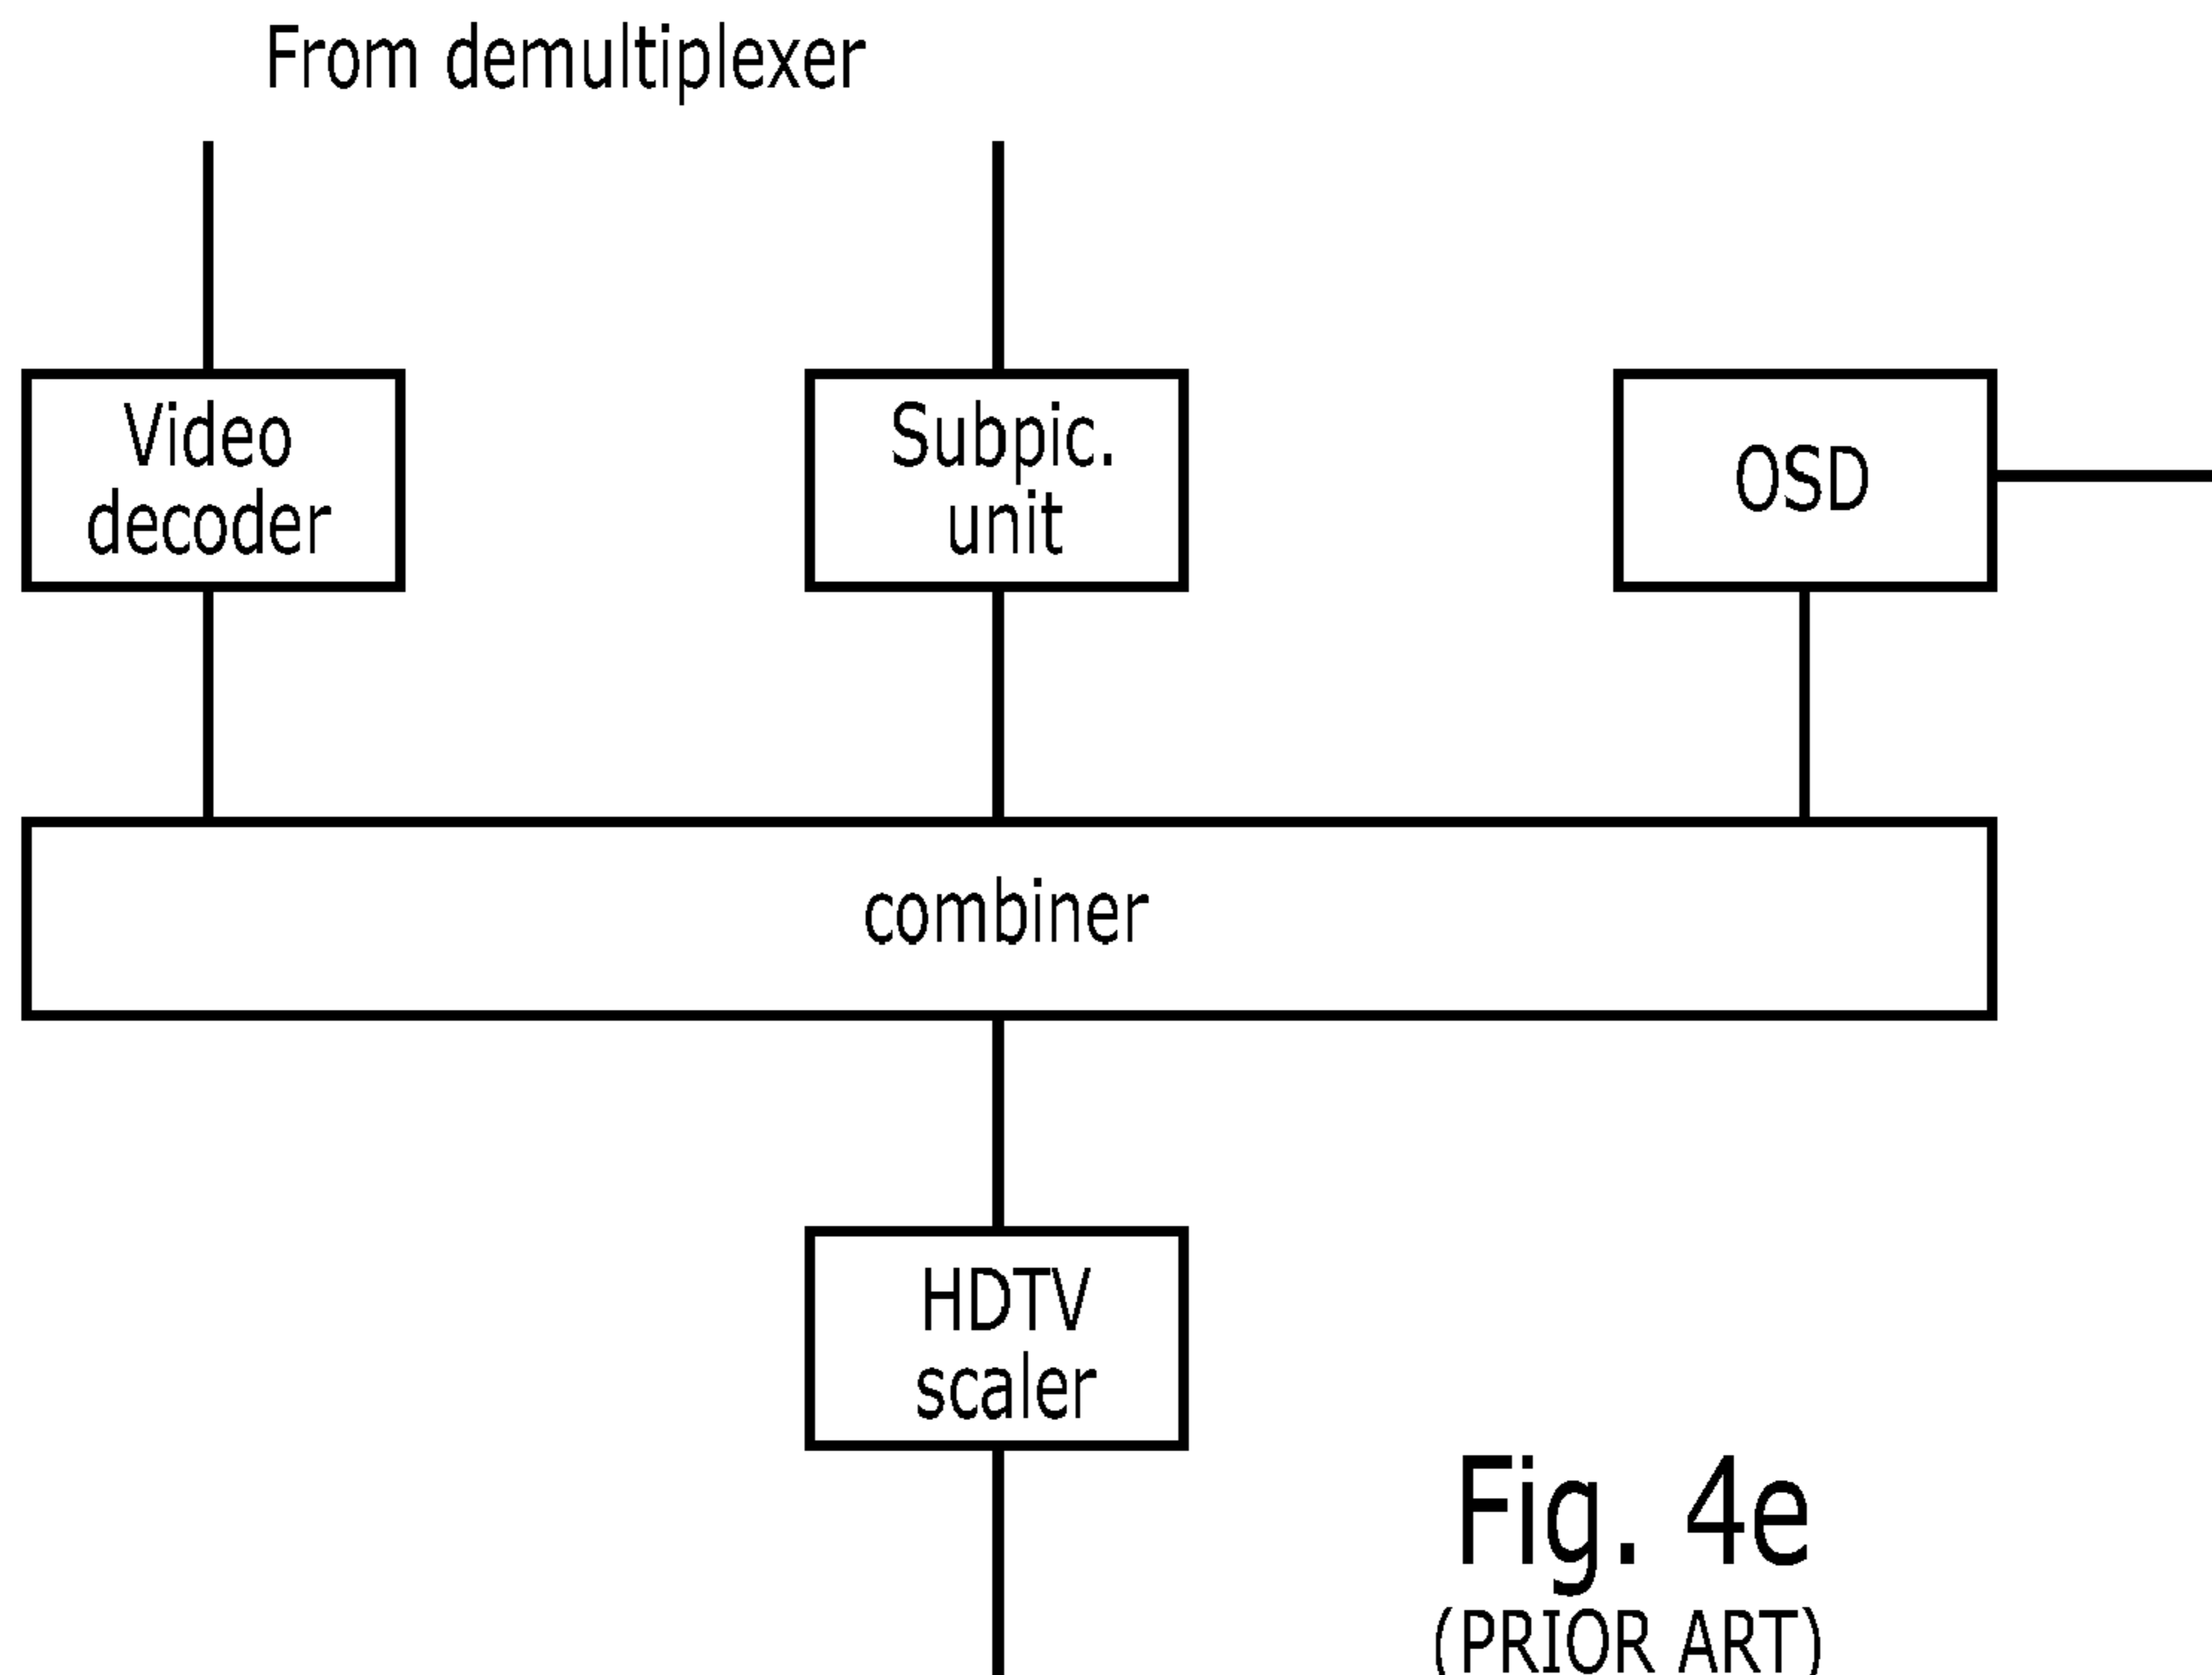 From demultiplexer
Video
decoder
Subpic.
unit
OSD
combiner
HDTV
scaler
Fig. 4e
(PRIOR ART)